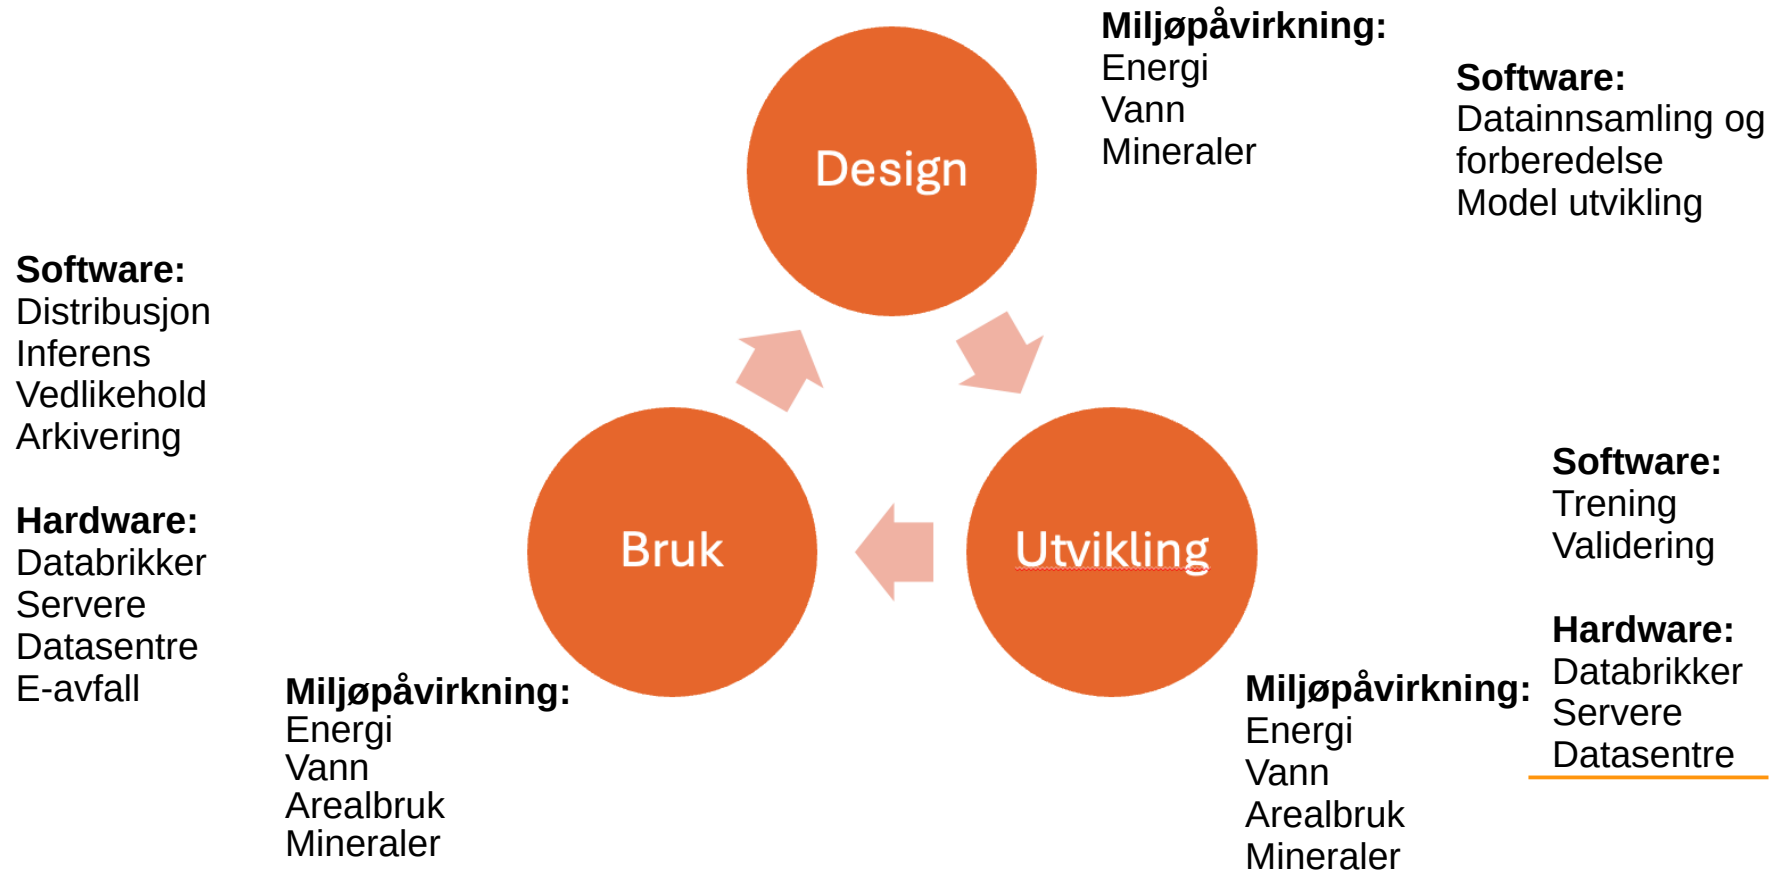 Miljøpåvirkning:
Energi
Vann
Mineraler
Software:
Datainnsamling og
forberedelse
Model utvikling
Design
Software:
Distribusjon
Inferens
Vedlikehold
Arkivering
Hardware:
Databrikker
Servere
Datasentre
E-avfall
Bruk
Utvikling
Software:
Trening
Validering
Hardware:
Databrikker
Servere
Datasentre
Miljøpåvirkning:
Energi
Vann
Arealbruk
Mineraler
Miljøpåvirkning:
Energi
Vann
Arealbruk
Mineraler